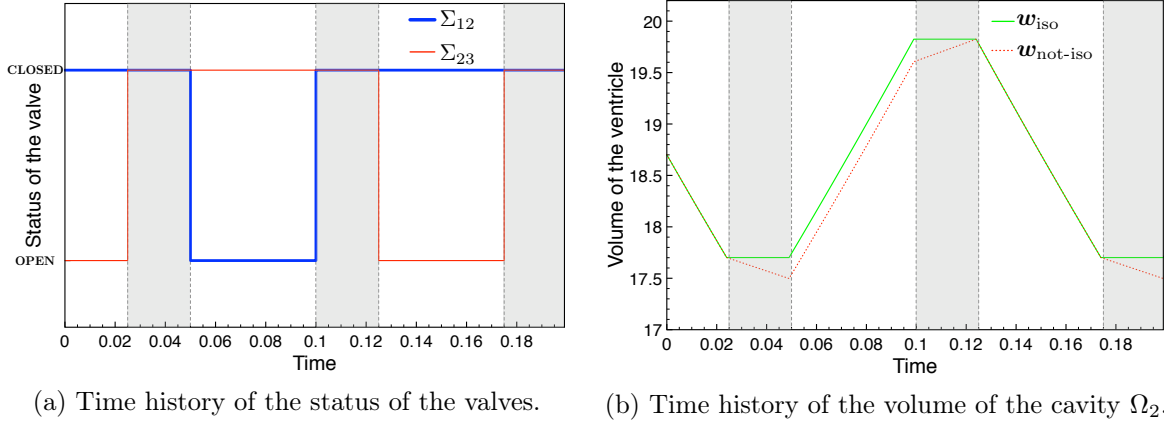 Σ12
Σ23
CLOSED
OPEN
Status of the valve
0 0.02 0.04 0.06 0.08 0.1 0.12 0.14 0.16 0.18
Time
(a) Time history of the status of the valves.
20
19.5
19
18.5
18
17.5
17
Volume of the ventricle
wiso
wnot-iso
0 0.02 0.04 0.06 0.08 0.1 0.12 0.14 0.16 0.18
Time
(b) Time history of the volume of the cavity Ω2.